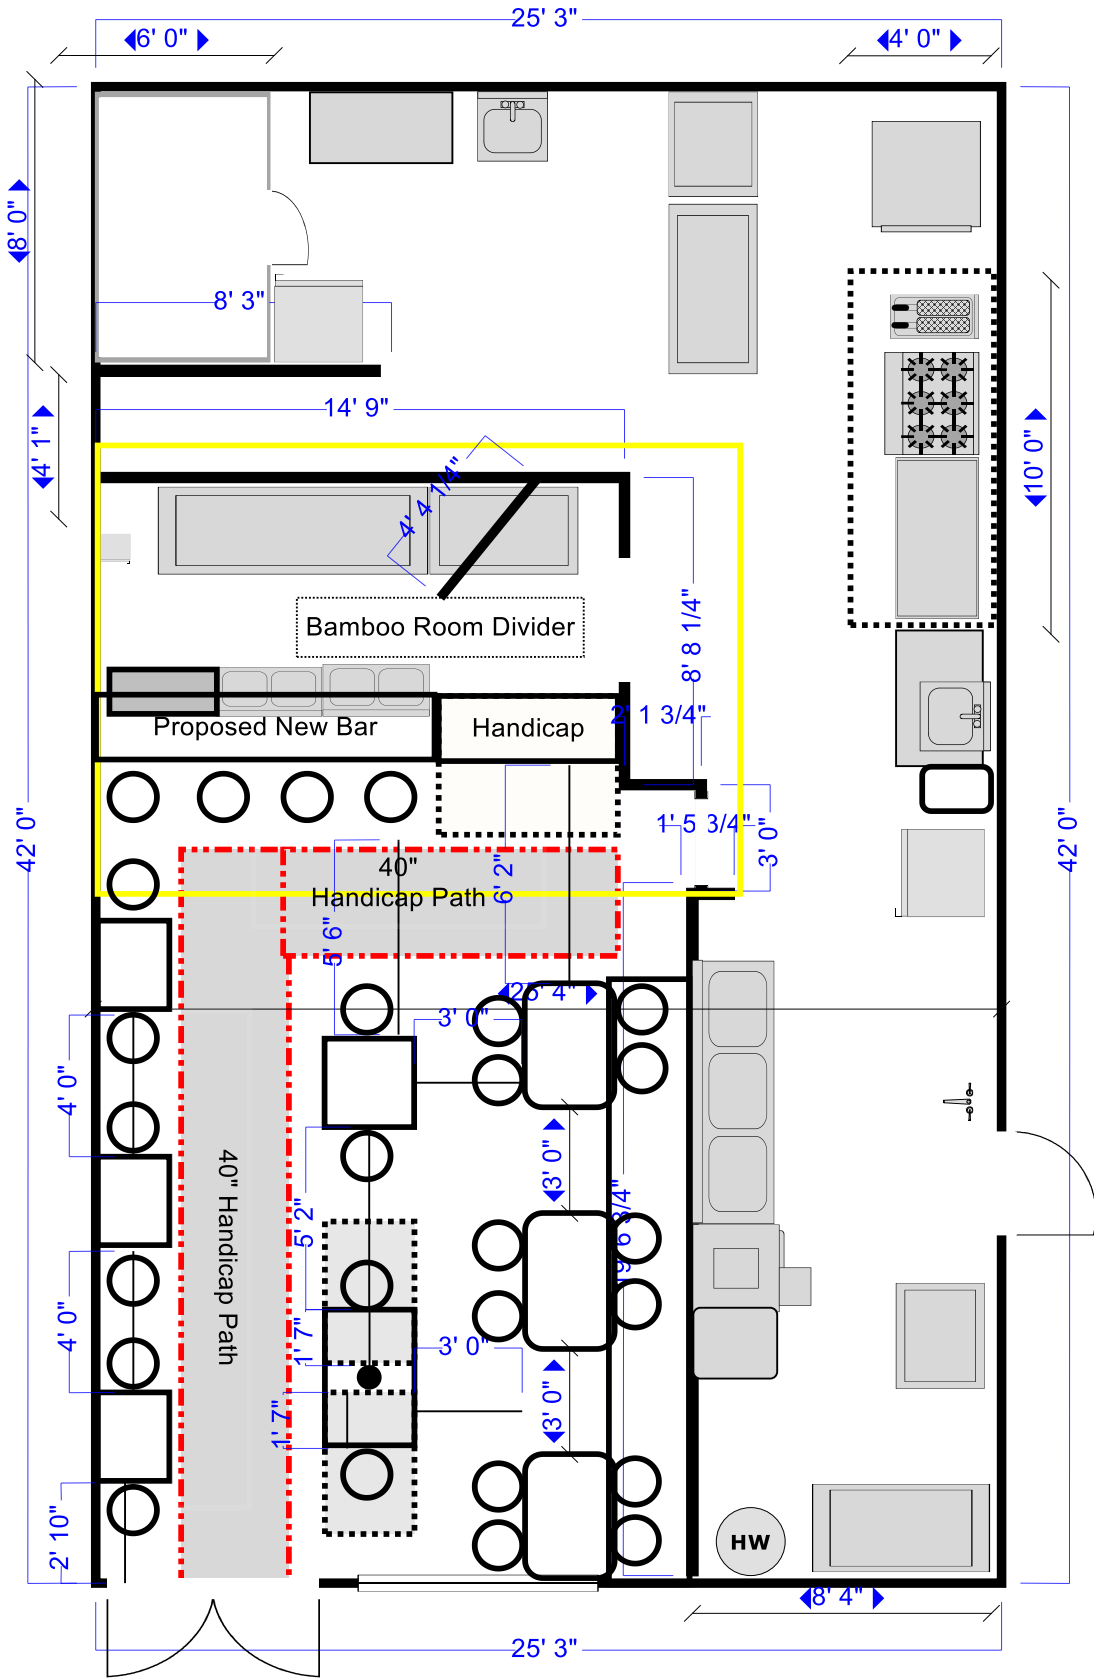 25' 3"
6' 0"
4' 0"
8' 0"
8' 3"
14' 9"
4' 1"
4' 4 1/4"
10' 0"
Bamboo Room Divider
8' 8 1/4"
2' 1 3/4"
Proposed New Bar
Handicap
1' 5 3/4"
3' 0"
42' 0"
42' 0"
40"
Handicap Path
6' 2"
5' 6"
25' 4"
3' 0"
4' 0"
3' 0"
40" Handicap Path
5' 2"
4' 0"
1' 7"
3' 0"
3' 0"
1' 7"
2' 10"
HW
8' 4"
25' 3"